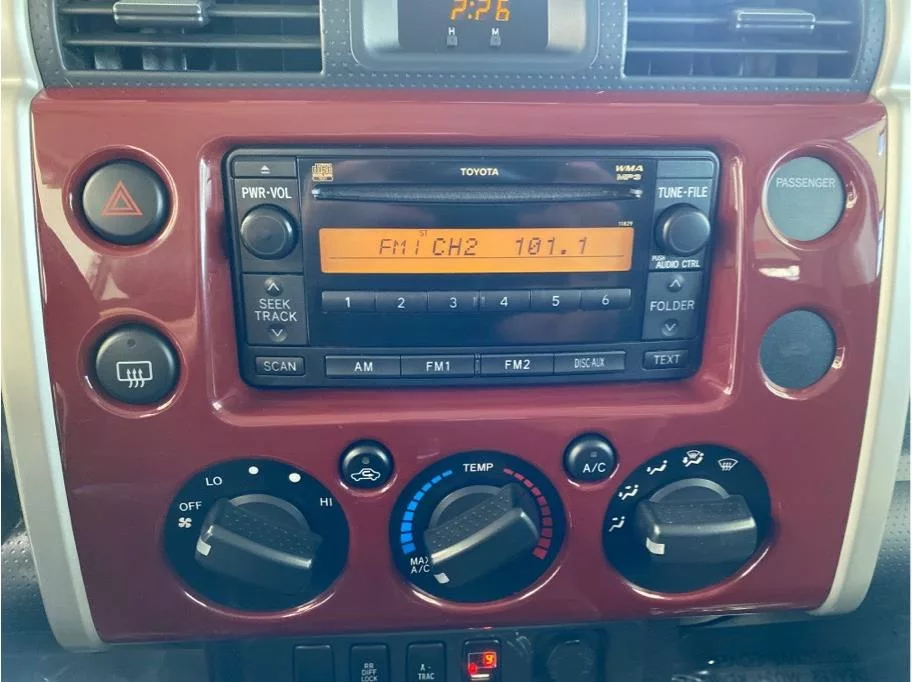 2:26
H M
TOYOTA
WMA
MP3
PWR-VOL
TUNE-FILE
PASSENGER
11829
ST
FM1 CH2 101.1
PUSH
AUDIO CTRL
SEEK
TRACK
1 2 3 4 5 6
FOLDER
SCAN
AM FM1 FM2 DISC·AUX
TEXT
OFF LO HI
TEMP
MAX
A/C
A/C
RR
DIFF
LOCK
A-
TRAC